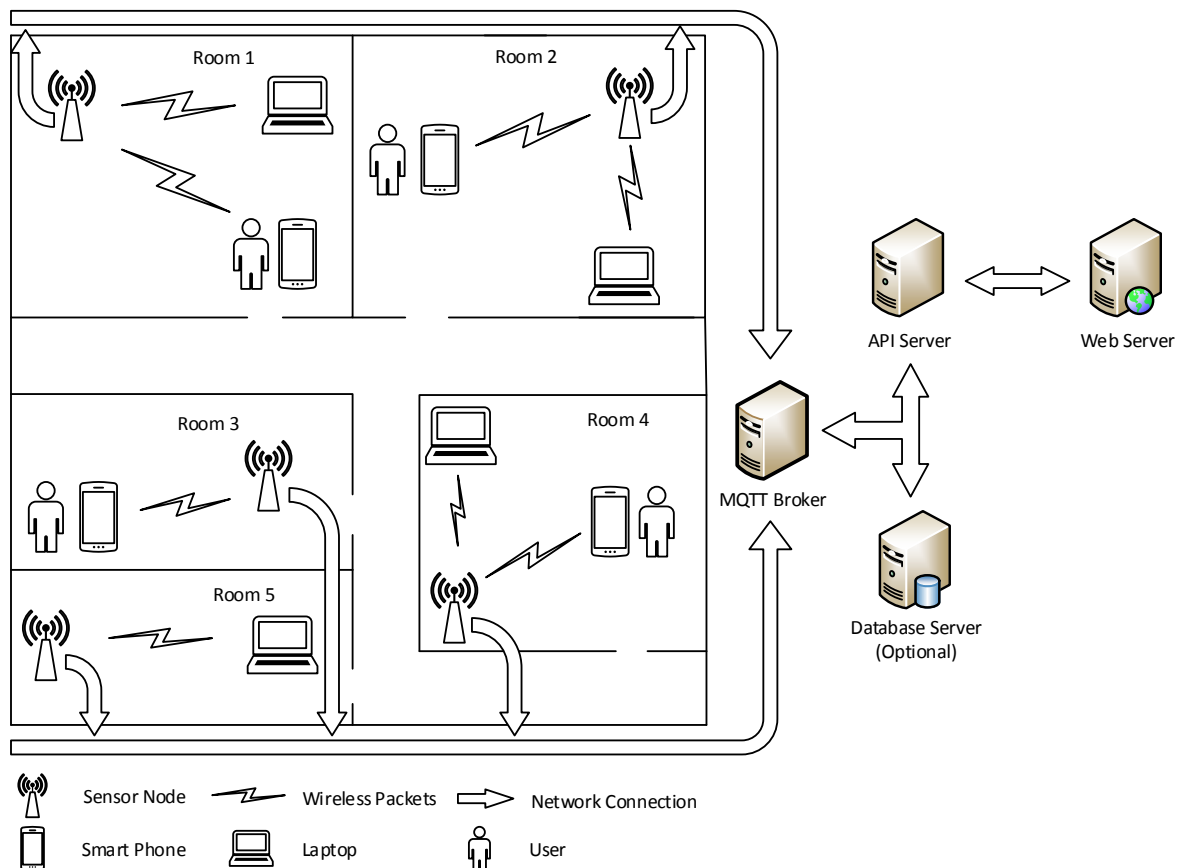 Room 1
Room 2
API Server
Web Server
Room 3
Room 4
MQTT Broker
Room 5
Database Server
(Optional)
Sensor Node
Wireless Packets
Network Connection
Smart Phone
Laptop
User